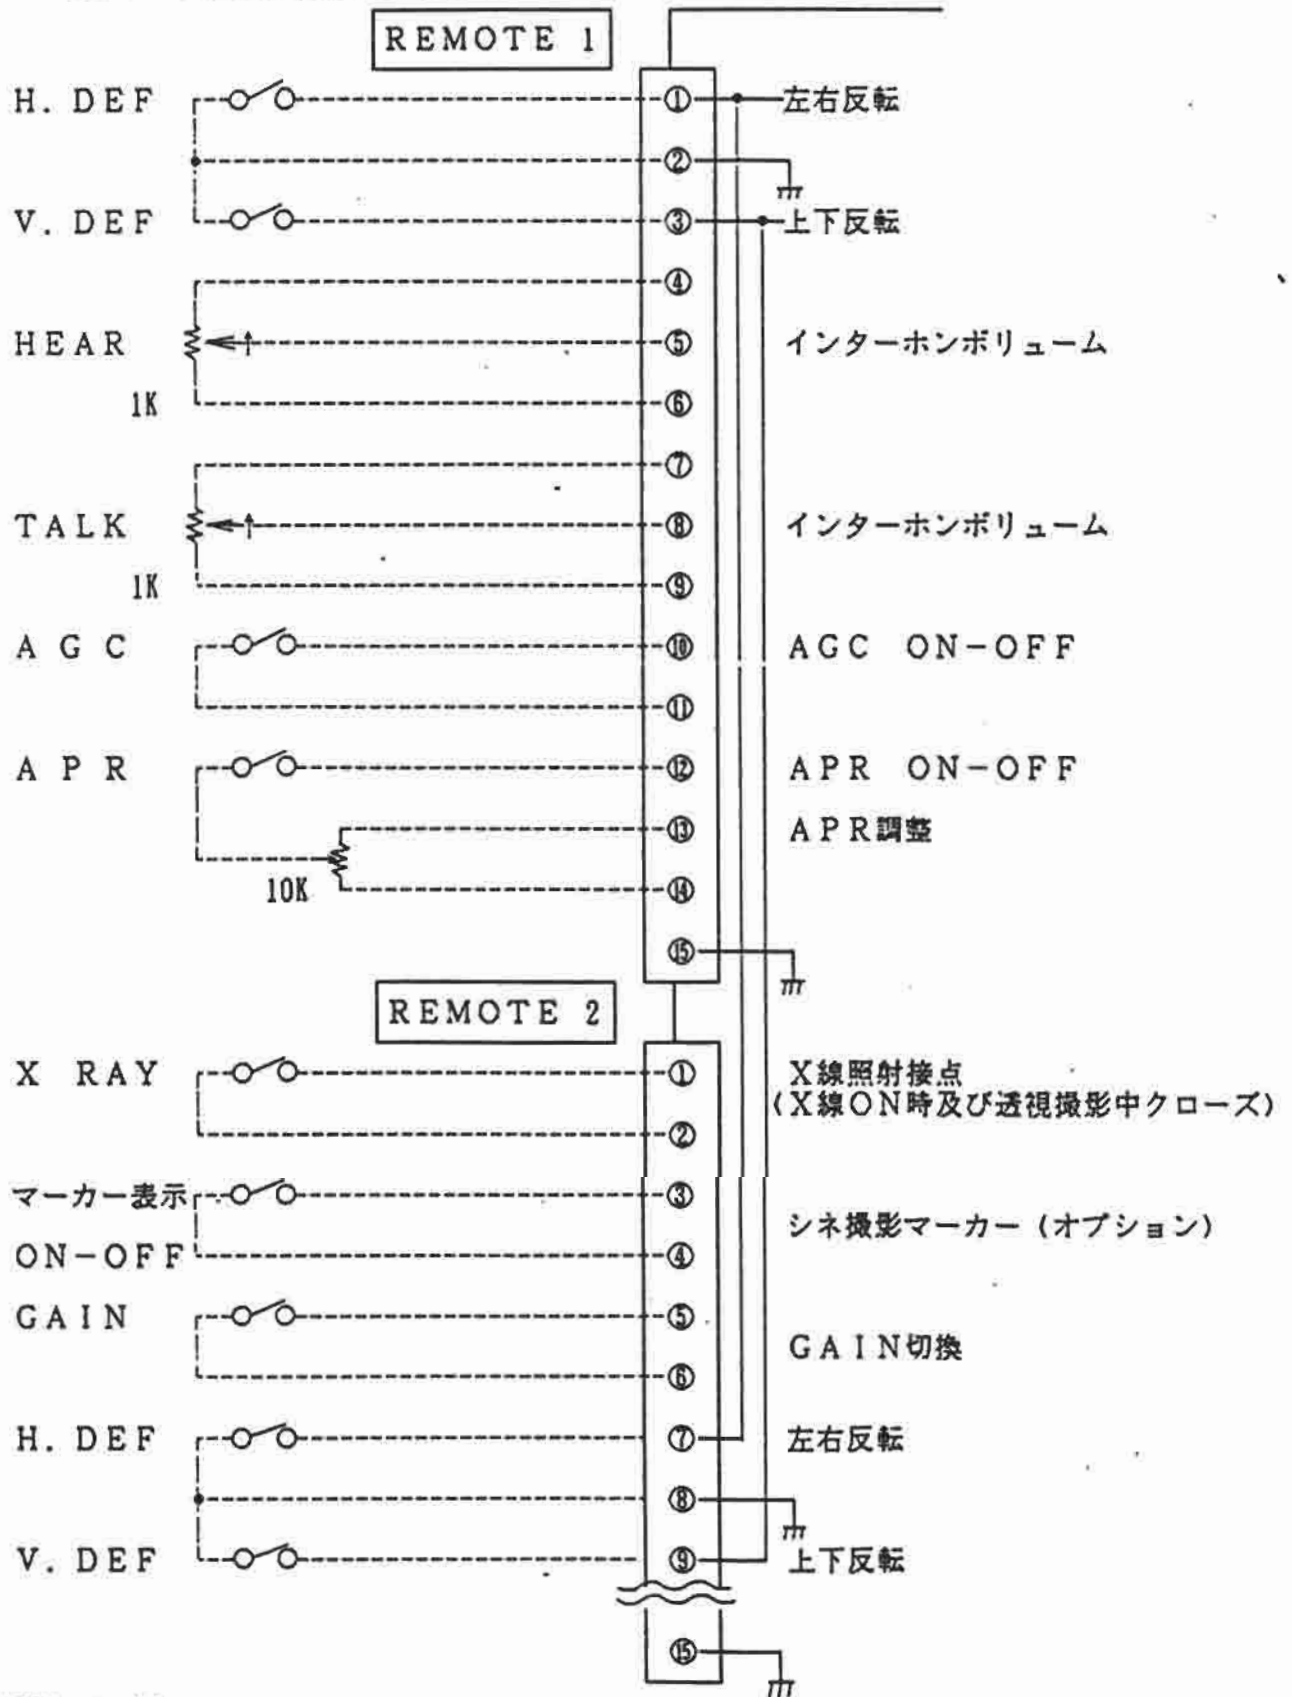 REMOTE 1
H. DEF ① 左右反転
②
V. DEF ③ 上下反転
④
HEAR ⑤ インターホンボリューム
1K ⑥
⑦
TALK ⑧ インターホンボリューム
1K ⑨
AGC ⑩ AGC ON-OFF
⑪
APR ⑫ APR ON-OFF
⑬ APR調整
10K ⑭
⑮
REMOTE 2
X RAY ① X線照射接点
(X線ON時及び透視撮影中クローズ)
②
マーカー表示 ③
シネ撮影マーカー (オプション)
ON-OFF ④
GAIN ⑤
GAIN切換
⑥
H. DEF ⑦ 左右反転
⑧
V. DEF ⑨ 上下反転
⑮